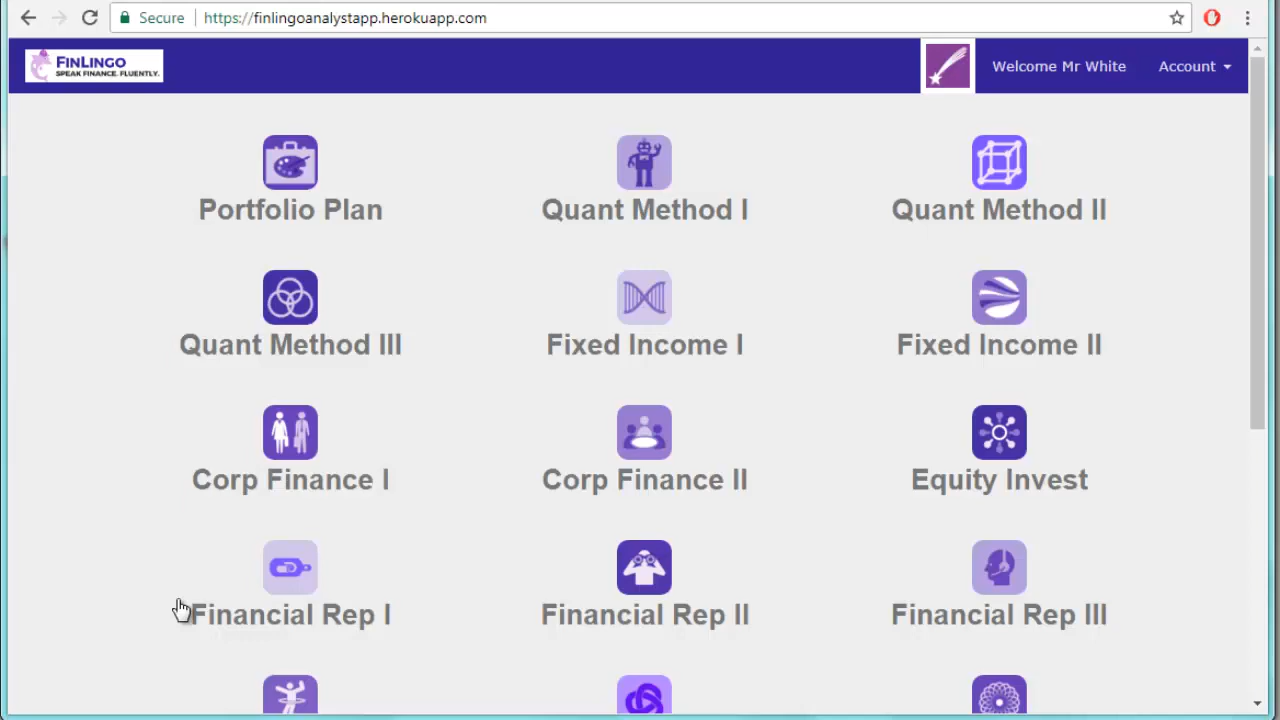 Secure https://finlingoanalystapp.herokuapp.com
FINLINGO
SPEAK FINANCE. FLUENTLY.
Welcome Mr White Account
Portfolio Plan Quant Method I Quant Method II
Quant Method III Fixed Income I Fixed Income II
Corp Finance I Corp Finance II Equity Invest
Financial Rep I Financial Rep II Financial Rep III